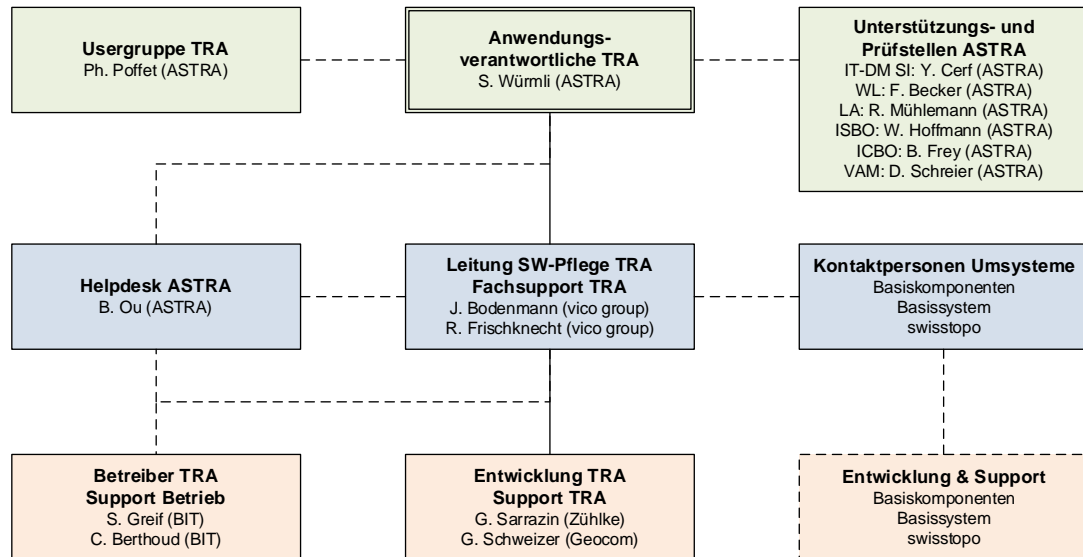 Usergruppe TRA
Ph. Poffet (ASTRA)
Anwendungs-
verantwortliche TRA
S. Würmli (ASTRA)
Unterstützungs- und
Prüfstellen ASTRA
IT-DM SI: Y. Cerf (ASTRA)
WL: F. Becker (ASTRA)
LA: R. Mühlemann (ASTRA)
ISBO: W. Hoffmann (ASTRA)
ICBO: B. Frey (ASTRA)
VAM: D. Schreier (ASTRA)
Helpdesk ASTRA
B. Ou (ASTRA)
Leitung SW-Pflege TRA
Fachsupport TRA
J. Bodenmann (vico group)
R. Frischknecht (vico group)
Kontaktpersonen Umsysteme
Basiskomponenten
Basissystem
swisstopo
Betreiber TRA
Support Betrieb
S. Greif (BIT)
C. Berthoud (BIT)
Entwicklung TRA
Support TRA
G. Sarrazin (Zühlke)
G. Schweizer (Geocom)
Entwicklung & Support
Basiskomponenten
Basissystem
swisstopo